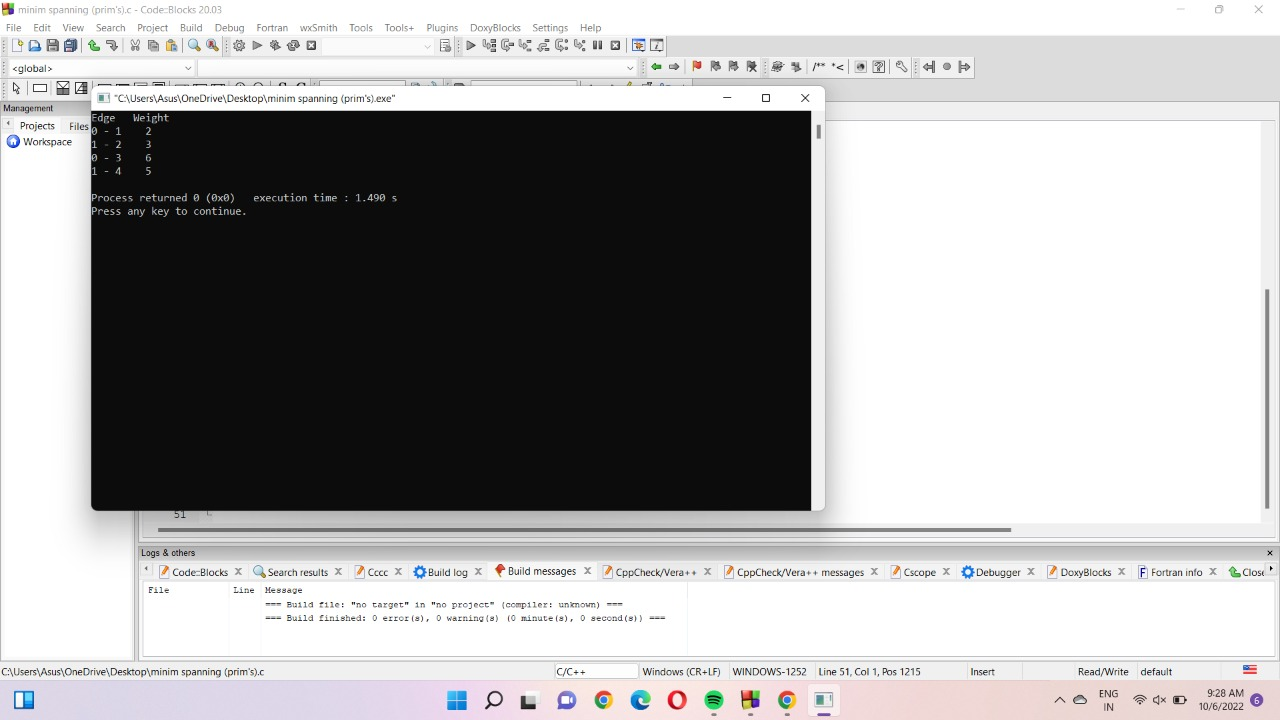 minim spanning (prim's).c - Code::Blocks 20.03
File Edit View Search Project Build Debug Fortran wxSmith Tools Tools+ Plugins DoxyBlocks Settings Help
<global>
/** *<
Management
"C:\Users\Asus\OneDrive\Desktop\minim spanning (prim's).exe"
Projects Files
Workspace
Edge Weight
0 - 1 2
1 - 2 3
0 - 3 6
1 - 4 5
Process returned 0 (0x0) execution time : 1.490 s
Press any key to continue.
51
Logs & others
Code::Blocks Search results Cccc Build log Build messages CppCheck/Vera++ CppCheck/Vera++ messages Cscope Debugger DoxyBlocks Fortran info Close
File Line Message
=== Build file: "no target" in "no project" (compiler: unknown) ===
=== Build finished: 0 error(s), 0 warning(s) (0 minute(s), 0 second(s)) ===
C:\Users\Asus\OneDrive\Desktop\minim spanning (prim's).c C/C++ Windows (CR+LF) WINDOWS-1252 Line 51, Col 1, Pos 1215 Insert Read/Write default
ENG
IN
9:28 AM
10/6/2022
6